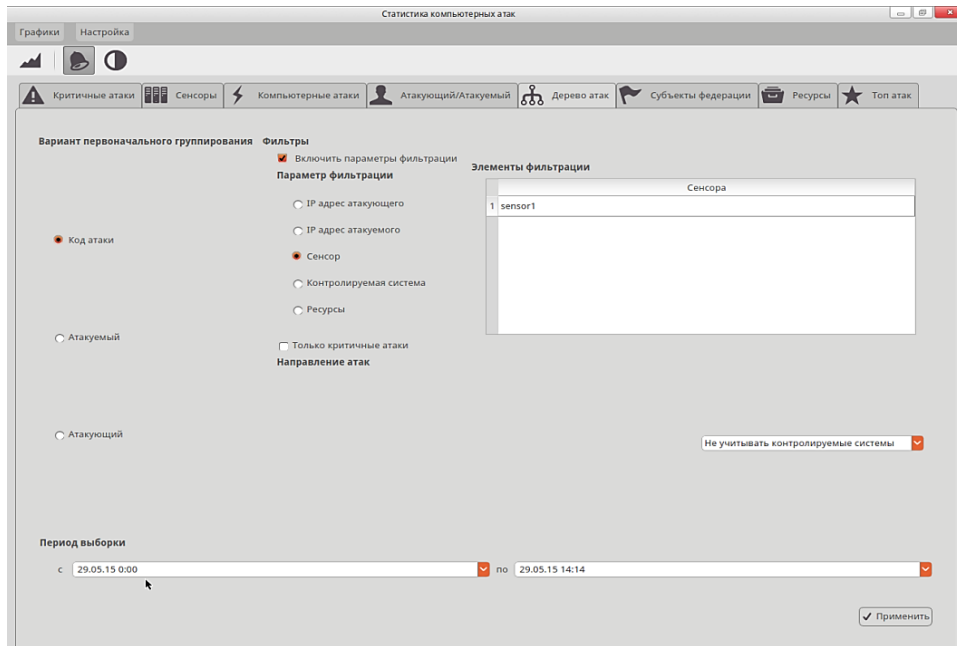 Статистика компьютерных атак
Графики Настройка
Критичные атаки Сенсоры Компьютерные атаки Атакующий/Атакуемый Дерево атак Субъекты федерации Ресурсы Топ атак
Вариант первоначального группирования Фильтры
Включить параметры фильтрации
Элементы фильтрации
Параметр фильтрации
Сенсора
IP адрес атакующего
1 sensor1
IP адрес атакуемого
Код атаки
Сенсор
Контролируемая система
Ресурсы
Атакуемый
Только критичные атаки
Направление атак
Атакующий
Не учитывать контролируемые системы
Период выборки
с 29.05.15 0:00 по 29.05.15 14:14
Применить